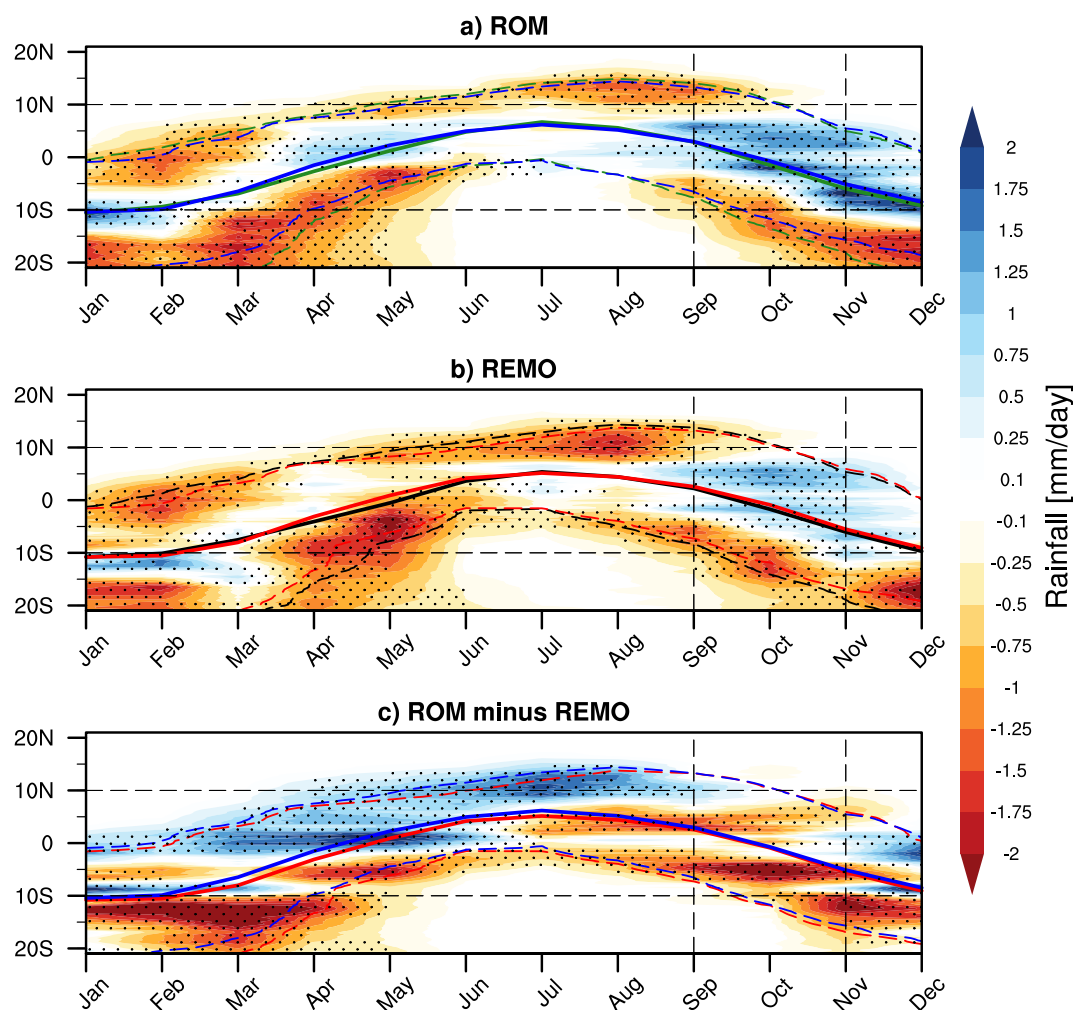 a) ROM
20N
10N
0
10S
20S
Jan Feb Mar Apr May Jun Jul Aug Sep Oct Nov Dec
b) REMO
20N
10N
0
10S
20S
Jan Feb Mar Apr May Jun Jul Aug Sep Oct Nov Dec
c) ROM minus REMO
20N
10N
0
10S
20S
Jan Feb Mar Apr May Jun Jul Aug Sep Oct Nov Dec
2
1.75
1.5
1.25
1
0.75
0.5
0.25
0.1
-0.1
-0.25
-0.5
-0.75
-1
-1.25
-1.5
-1.75
-2
Rainfall [mm/day]